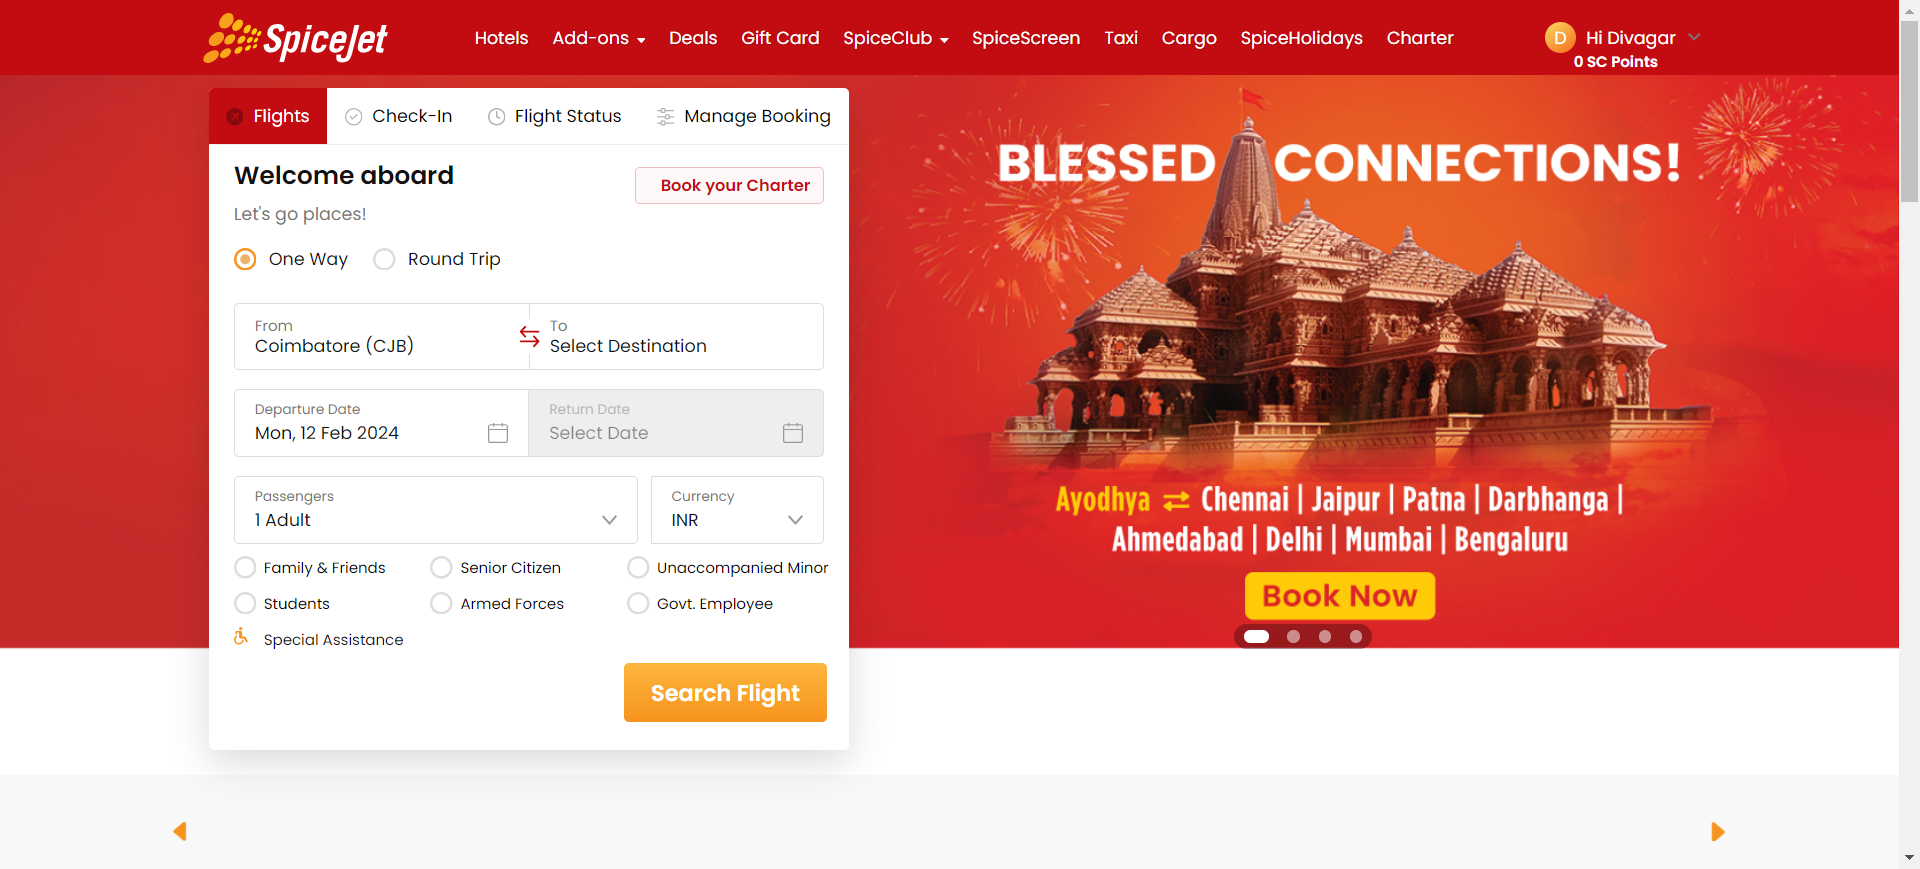 SpiceJet
Hotels Add-ons Deals Gift Card SpiceClub SpiceScreen Taxi Cargo SpiceHolidays Charter
D Hi Divagar
0 SC Points
Flights Check-In Flight Status Manage Booking
Welcome aboard
Book your Charter
Let's go places!
One Way Round Trip
From To
Coimbatore (CJB) Select Destination
Departure Date Return Date
Mon, 12 Feb 2024 Select Date
Passengers Currency
1 Adult INR
Family & Friends Senior Citizen Unaccompanied Minor
Students Armed Forces Govt. Employee
Special Assistance
Search Flight
BLESSED CONNECTIONS!
Ayodhya ⇄ Chennai | Jaipur | Patna | Darbhanga |
Ahmedabad | Delhi | Mumbai | Bengaluru
Book Now